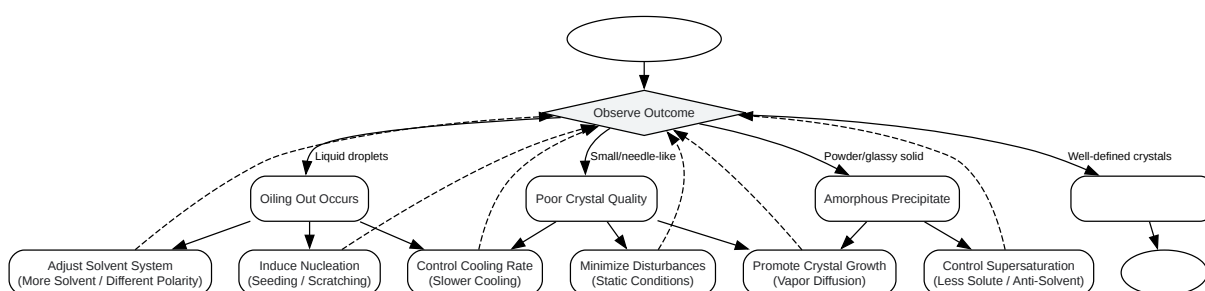 Observe Outcome
Liquid droplets
Small/needle-like
Powder/glassy solid
Well-defined crystals
Oiling Out Occurs
Poor Crystal Quality
Amorphous Precipitate
Adjust Solvent System
(More Solvent / Different Polarity)
Induce Nucleation
(Seeding / Scratching)
Control Cooling Rate
(Slower Cooling)
Minimize Disturbances
(Static Conditions)
Promote Crystal Growth
(Vapor Diffusion)
Control Supersaturation
(Less Solute / Anti-Solvent)